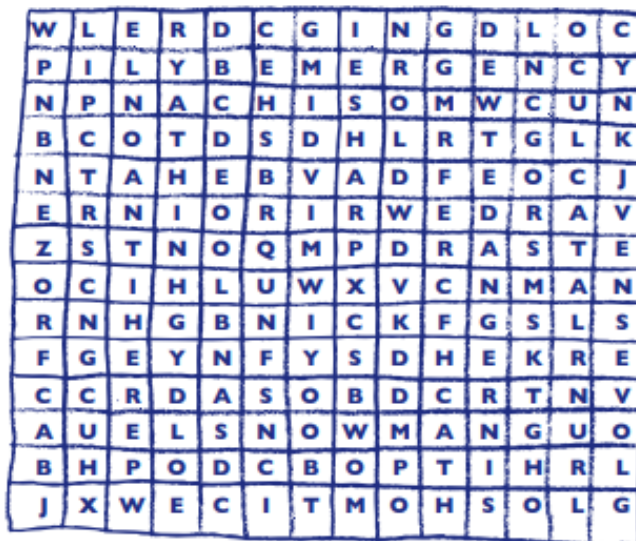 W L E R D C G I N G D L O C
P I L Y B E M E R G E N C Y
N P N A C H I S O M W C U N
B C O T D S D H L R T G L K
N T A H E B V A D F E O C J
E R N I O R I R W E D R A V
Z S T N O Q M P D R A S T E
O C I H L U W X V C N M A N
R N H G B N I C K F G S L S
F G E Y N F Y S D H E K R E
C C R D A S O B D C R T N V
A U E L S N O W M A N G U O
B H P O D C B O P T I H R L
J X W E C I T M O H S O L G